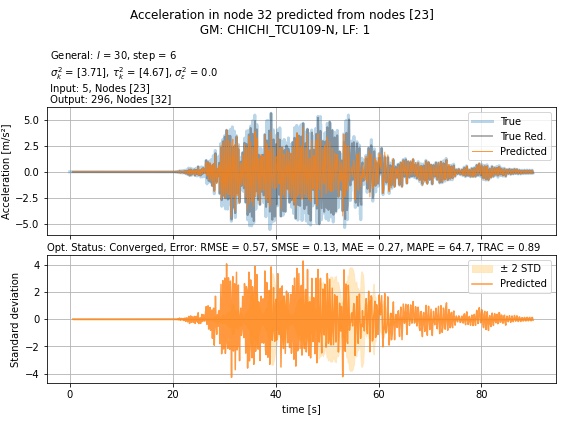 Acceleration in node 32 predicted from nodes [23]
GM: CHICHI_TCU109-N, LF: 1
General: l = 30, step = 6
σ²ₖ = [3.71], τ²ₖ = [4.67], σ²ε = 0.0
Input: 5, Nodes [23]
Output: 296, Nodes [32]
Acceleration [m/s²]
5.0
2.5
0.0
−2.5
−5.0
True
True Red.
Predicted
Opt. Status: Converged, Error: RMSE = 0.57, SMSE = 0.13, MAE = 0.27, MAPE = 64.7, TRAC = 0.89
Standard deviation
4
2
0
−2
−4
± 2 STD
Predicted
0 20 40 60 80
time [s]